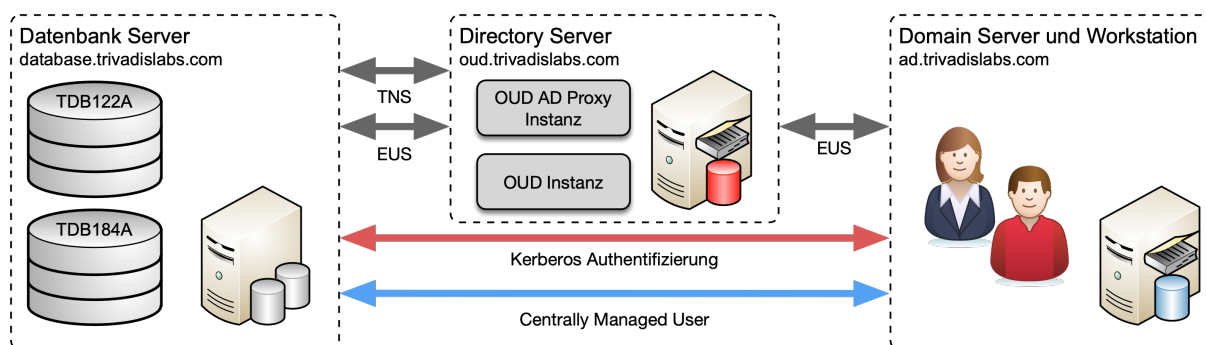 Datenbank Server
database.trivadislabs.com
TDB122A
TDB184A
TNS
EUS
Directory Server
oud.trivadislabs.com
OUD AD Proxy
Instanz
OUD Instanz
EUS
Domain Server und Workstation
ad.trivadislabs.com
Kerberos Authentifizierung
Centrally Managed User